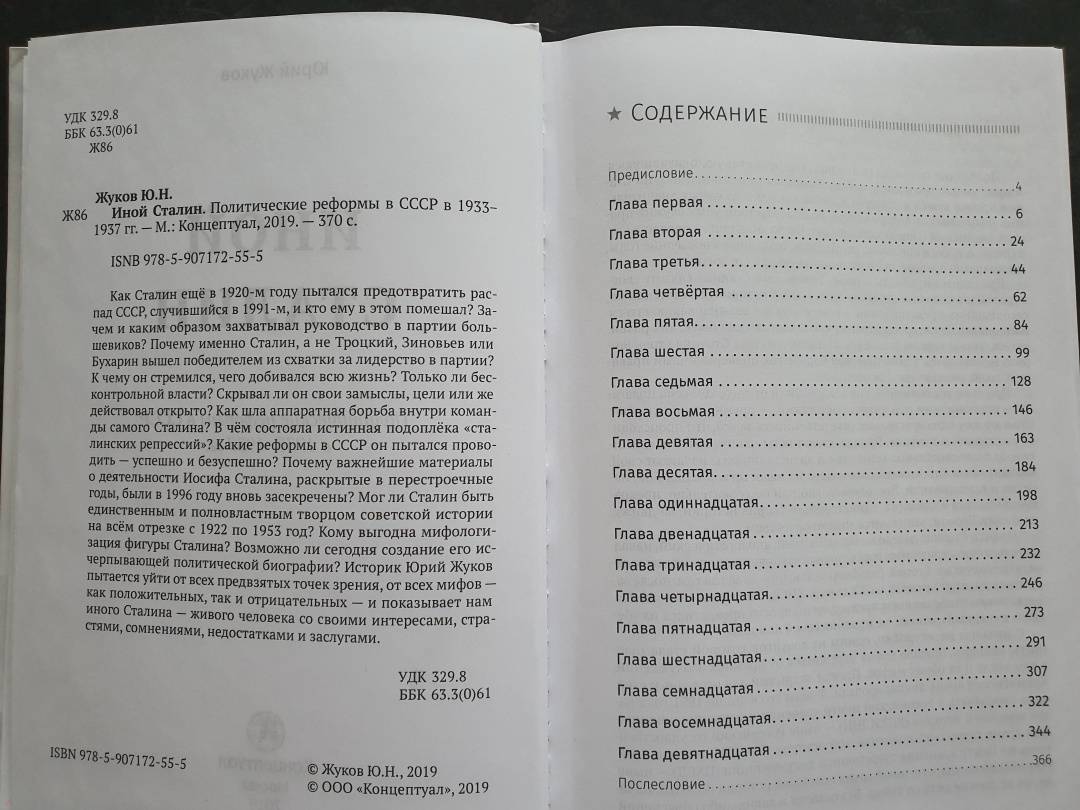 УДК 329.8
ББК 63.3(0)61
Ж86
Жуков Ю.Н.
Ж86 Иной Сталин. Политические реформы в СССР в 1933–
1937 гг. — М.: Концептуал, 2019. — 370 с.
ISNB 978-5-907172-55-5
Как Сталин ещё в 1920-м году пытался предотвратить рас-
пад СССР, случившийся в 1991-м, и кто ему в этом помешал? За-
чем и каким образом захватывал руководство в партии боль-
шевиков? Почему именно Сталин, а не Троцкий, Зиновьев или
Бухарин вышел победителем из схватки за лидерство в партии?
К чему он стремился, чего добивался всю жизнь? Только ли бес-
контрольной власти? Скрывал ли он свои замыслы, цели или же
действовал открыто? Как шла аппаратная борьба внутри коман-
ды самого Сталина? В чём состояла истинная подоплёка «ста-
линских репрессий»? Какие реформы в СССР он пытался прово-
дить — успешно и безуспешно? Почему важнейшие материалы
о деятельности Иосифа Сталина, раскрытые в перестроечные
годы, были в 1996 году вновь засекречены? Мог ли Сталин быть
единственным и полновластным творцом советской истории
на всём отрезке с 1922 по 1953 год? Кому выгодна мифологи-
зация фигуры Сталина? Возможно ли сегодня создание его ис-
черпывающей политической биографии? Историк Юрий Жуков
пытается уйти от всех предвзятых точек зрения, от всех мифов —
как положительных, так и отрицательных — и показывает нам
иного Сталина — живого человека со своими интересами, стра-
стями, сомнениями, недостатками и заслугами.
УДК 329.8
ББК 63.3(0)61
ISBN 978-5-907172-55-5
© Жуков Ю.Н., 2019
© ООО «Концептуал», 2019
★ Содержание
Предисловие 4
Глава первая 6
Глава вторая 24
Глава третья 44
Глава четвёртая 62
Глава пятая 84
Глава шестая 99
Глава седьмая 128
Глава восьмая 146
Глава девятая 163
Глава десятая 184
Глава одиннадцатая 198
Глава двенадцатая 213
Глава тринадцатая 232
Глава четырнадцатая 246
Глава пятнадцатая 273
Глава шестнадцатая 291
Глава семнадцатая 307
Глава восемнадцатая 322
Глава девятнадцатая 344
Послесловие 366